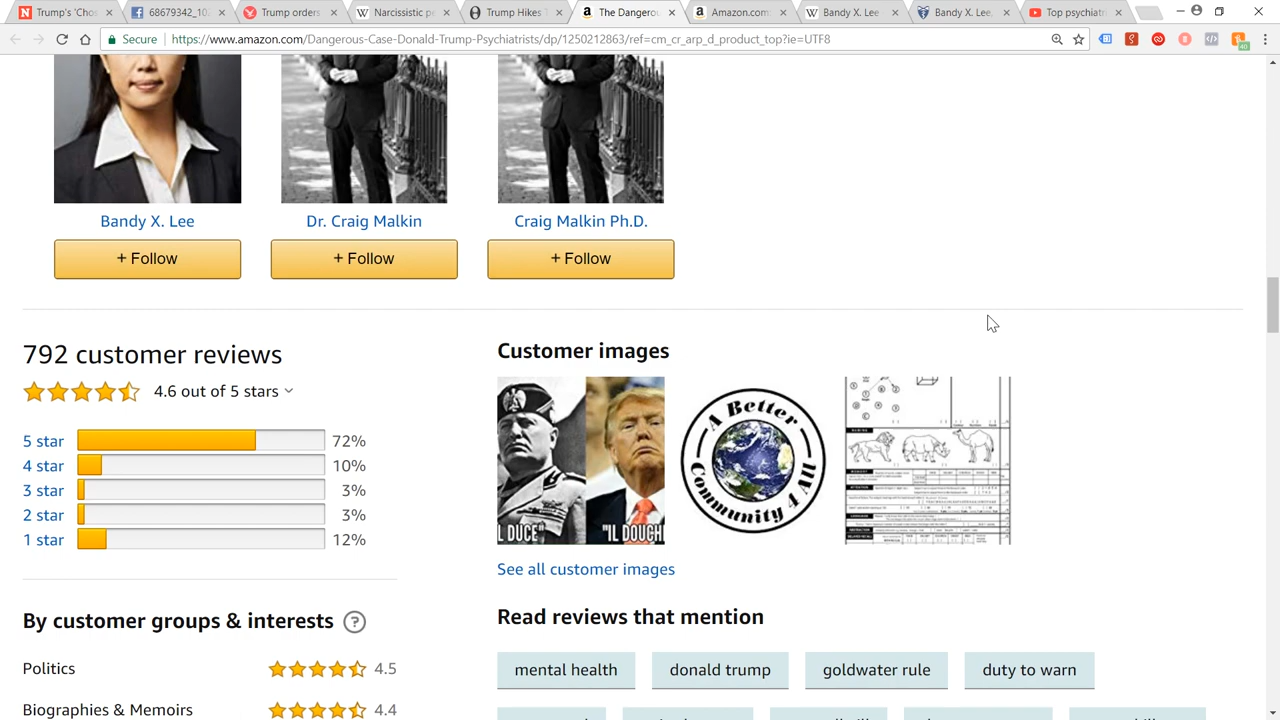 Trump's 'Cho
68679342_10
Trump orders
Narcissistic pe
Trump Hikes
The Dangerou
Amazon.com:
Bandy X. Lee
Bandy X. Lee,
Top psychiatr
Secure
https://www.amazon.com/Dangerous-Case-Donald-Trump-Psychiatrists/dp/1250212863/ref=cm_cr_arp_d_product_top?ie=UTF8
Bandy X. Lee
Dr. Craig Malkin
Craig Malkin Ph.D.
+ Follow
+ Follow
+ Follow
792 customer reviews
4.6 out of 5 stars
5 star 72%
4 star 10%
3 star 3%
2 star 3%
1 star 12%
Customer images
L DUCE"
"IL DOUGH
A Better
Community 4 All
See all customer images
By customer groups & interests ?
Politics 4.5
Biographies & Memoirs 4.4
Read reviews that mention
mental health
donald trump
goldwater rule
duty to warn